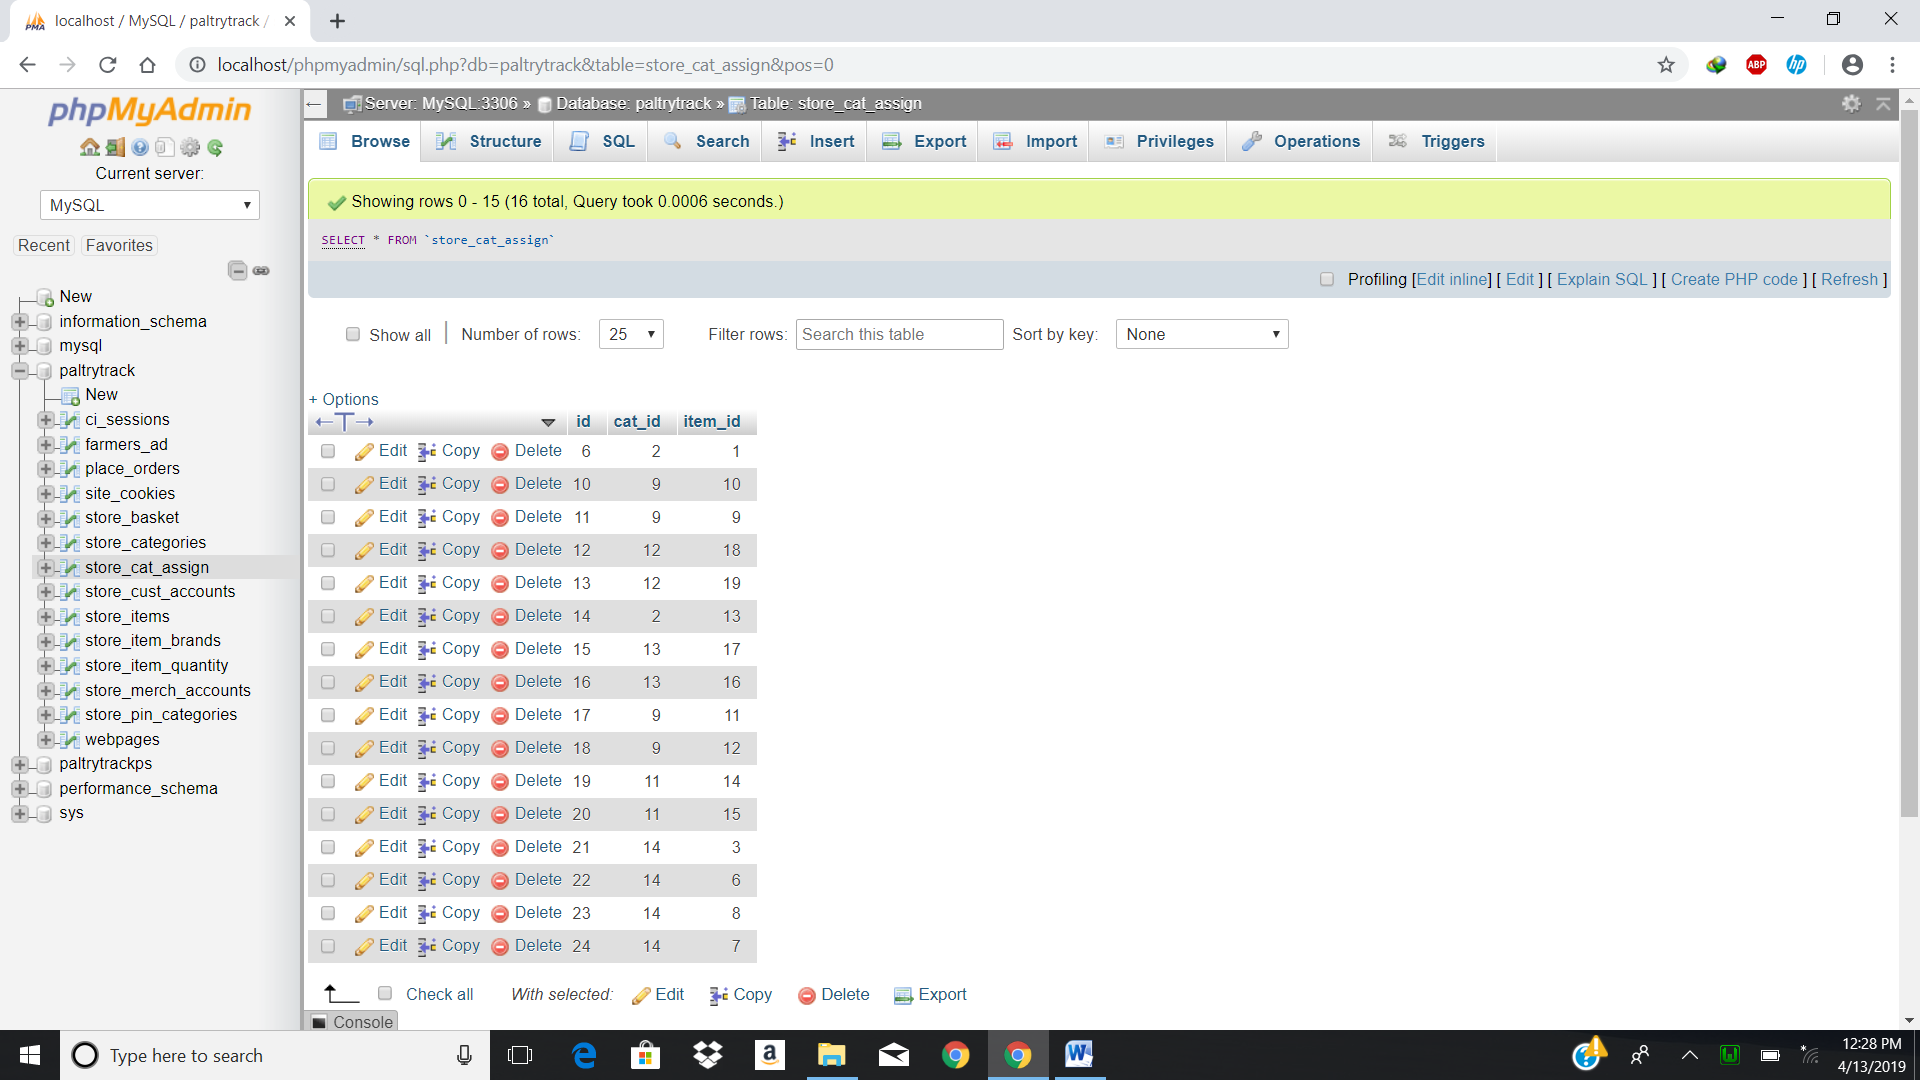 localhost / MySQL / paltrytrack /
localhost/phpmyadmin/sql.php?db=paltrytrack&table=store_cat_assign&pos=0
ABP
hp
phpMyAdmin
Current server:
MySQL
Recent Favorites
New
information_schema
mysql
paltrytrack
New
ci_sessions
farmers_ad
place_orders
site_cookies
store_basket
store_categories
store_cat_assign
store_cust_accounts
store_items
store_item_brands
store_item_quantity
store_merch_accounts
store_pin_categories
webpages
paltrytrackps
performance_schema
sys
Server: MySQL:3306 » Database: paltrytrack » Table: store_cat_assign
Browse Structure SQL Search Insert Export Import Privileges Operations Triggers
Showing rows 0 - 15 (16 total, Query took 0.0006 seconds.)
SELECT * FROM `store_cat_assign`
Profiling [Edit inline] [ Edit ] [ Explain SQL ] [ Create PHP code ] [ Refresh ]
Show all Number of rows: 25 Filter rows: Search this table Sort by key: None
+ Options
←T→ id cat_id item_id
Edit Copy Delete 6 2 1
Edit Copy Delete 10 9 10
Edit Copy Delete 11 9 9
Edit Copy Delete 12 12 18
Edit Copy Delete 13 12 19
Edit Copy Delete 14 2 13
Edit Copy Delete 15 13 17
Edit Copy Delete 16 13 16
Edit Copy Delete 17 9 11
Edit Copy Delete 18 9 12
Edit Copy Delete 19 11 14
Edit Copy Delete 20 11 15
Edit Copy Delete 21 14 3
Edit Copy Delete 22 14 6
Edit Copy Delete 23 14 8
Edit Copy Delete 24 14 7
Check all With selected: Edit Copy Delete Export
Console
Type here to search
12:28 PM
4/13/2019